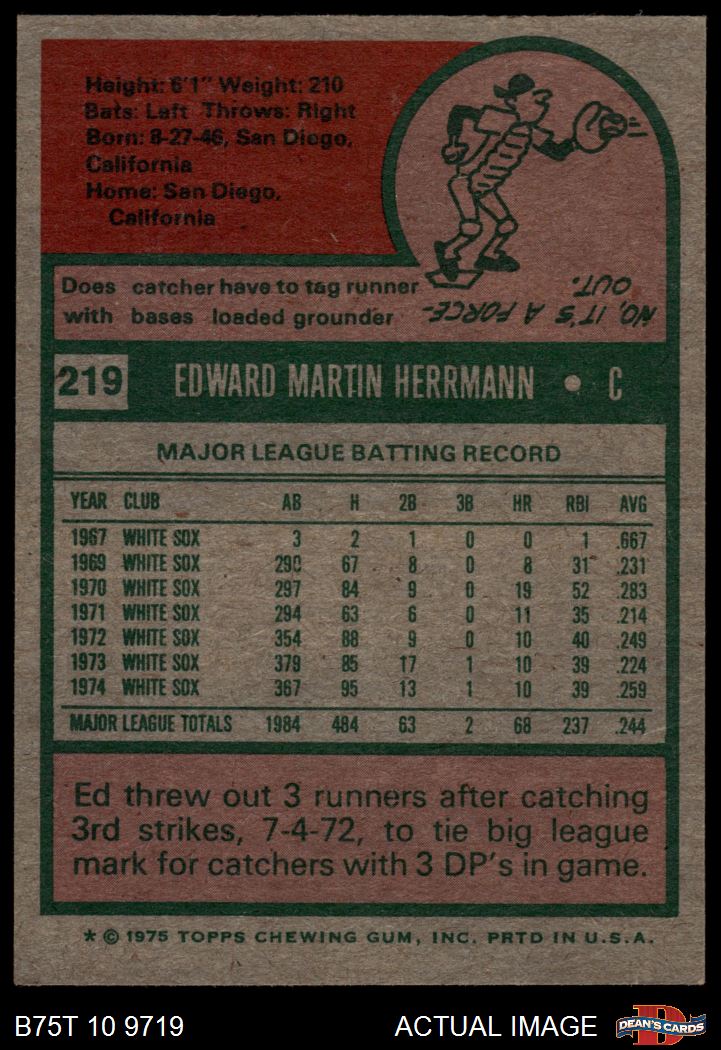 Height: 6'1" Weight: 210
Bats: Left Throws: Right
Born: 8-27-46, San Diego,
California
Home: San Diego,
California
Does catcher have to tag runner
with bases loaded grounder
NO, IT'S A FORCE-
OUT.
219 EDWARD MARTIN HERRMANN • C
MAJOR LEAGUE BATTING RECORD
YEAR CLUB AB H 2B 3B HR RBI AVG
1967 WHITE SOX 3 2 1 0 0 1 .667
1969 WHITE SOX 290 67 8 0 8 31 .231
1970 WHITE SOX 297 84 9 0 19 52 .283
1971 WHITE SOX 294 63 6 0 11 35 .214
1972 WHITE SOX 354 88 9 0 10 40 .249
1973 WHITE SOX 379 85 17 1 10 39 .224
1974 WHITE SOX 367 95 13 1 10 39 .259
MAJOR LEAGUE TOTALS 1984 484 63 2 68 237 .244
Ed threw out 3 runners after catching
3rd strikes, 7-4-72, to tie big league
mark for catchers with 3 DP's in game.
* © 1975 TOPPS CHEWING GUM, INC. PRTD IN U.S.A.
B75T 10 9719 ACTUAL IMAGE D DEAN'S CARDS